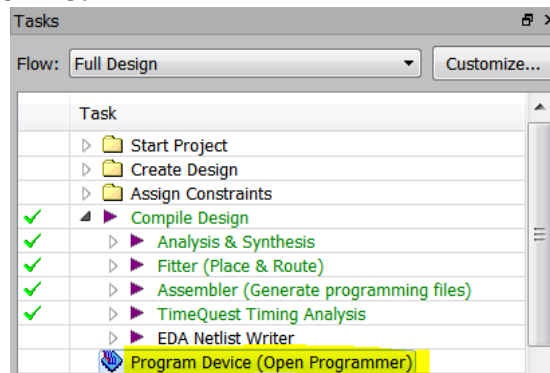 Tasks
Flow: Full Design Customize...
Task
Start Project
Create Design
Assign Constraints
Compile Design
Analysis & Synthesis
Fitter (Place & Route)
Assembler (Generate programming files)
TimeQuest Timing Analysis
EDA Netlist Writer
Program Device (Open Programmer)